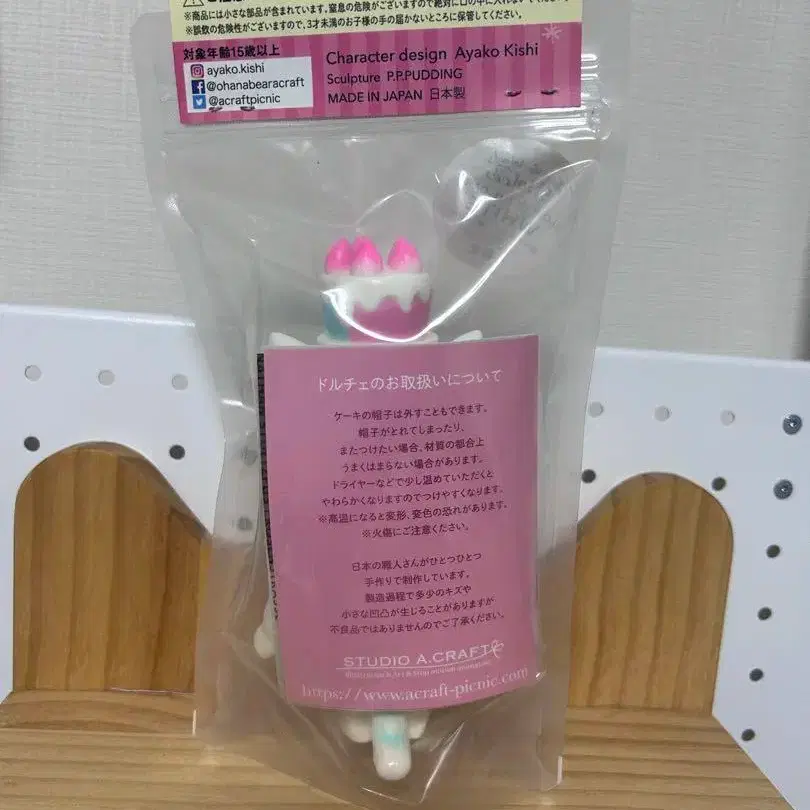 ※商品には小さな部品が含まれています。窒息の危険がございますので絶対に口の中に入れないでください。
※誤飲の危険性がございますので、3才未満のお子様の手の届かないところに保管してください。
対象年齢15歳以上
ayako.kishi
@ohanabearacraft
@acraftpicnic
Character design Ayako Kishi
Sculpture P.P.PUDDING
MADE IN JAPAN 日本製
ドルチェのお取扱いについて
ケーキの帽子は外すこともできます。
帽子がとれてしまったり、
またつけたい場合、材質の都合上
うまくはまらない場合があります。
ドライヤーなどで少し温めていただくと
やわらかくなりますのでつけやすくなります。
※高温になると変形、変色の恐れがあります。
※火傷にご注意ください。
日本の職人さんがひとつひとつ
手作りで制作しています。
製造過程で多少のキズや
小さな凹凸が生じることがありますが
不良品ではありませんのでご了承ください。
STUDIO A.CRAFT
https://www.acraft-picnic.com